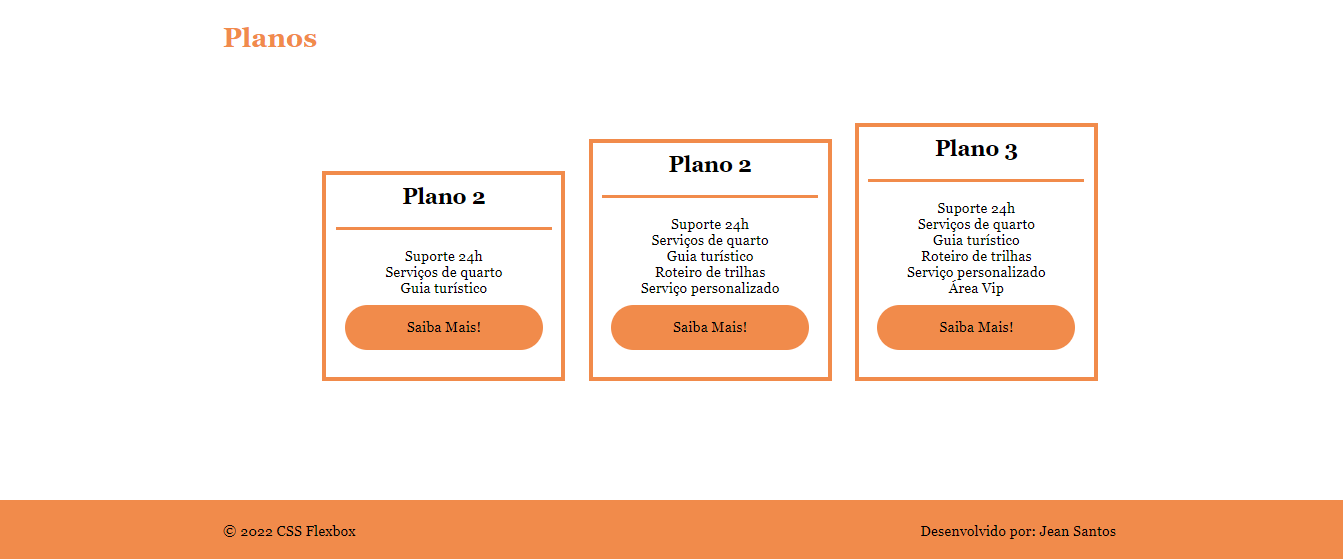 Planos
Plano 2
Suporte 24h
Serviços de quarto
Guia turístico
Saiba Mais!
Plano 2
Suporte 24h
Serviços de quarto
Guia turístico
Roteiro de trilhas
Serviço personalizado
Saiba Mais!
Plano 3
Suporte 24h
Serviços de quarto
Guia turístico
Roteiro de trilhas
Serviço personalizado
Área Vip
Saiba Mais!
© 2022 CSS Flexbox
Desenvolvido por: Jean Santos